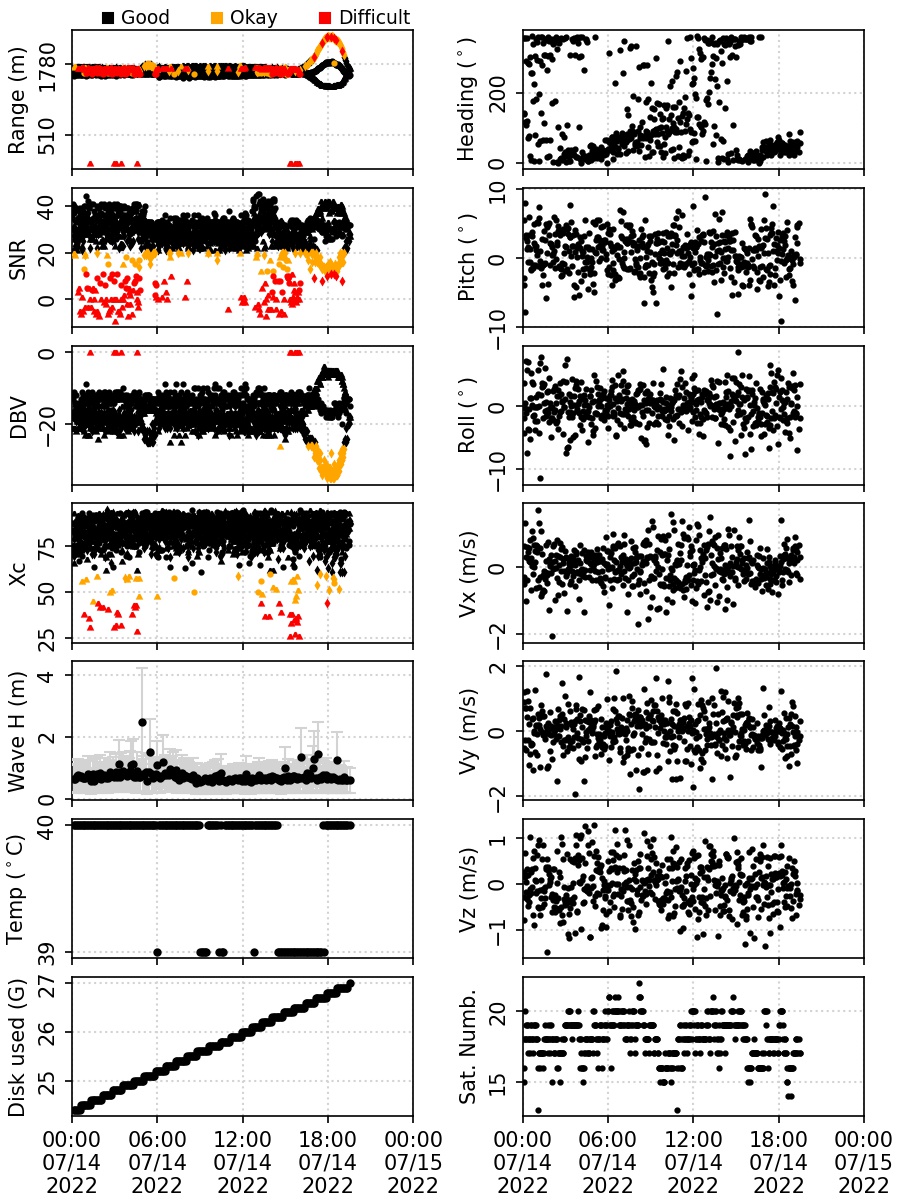 Good Okay Difficult
Range (m)
1780
510
Heading (°)
200
0
SNR
40
20
0
Pitch (°)
10
0
−10
DBV
0
−20
Roll (°)
0
−10
Xc
75
50
25
Vx (m/s)
0
−2
Wave H (m)
4
2
0
Vy (m/s)
2
0
−2
Temp (°C)
40
39
Vz (m/s)
1
0
−1
Disk used (G)
27
26
25
Sat. Numb.
20
15
00:00 06:00 12:00 18:00 00:00
07/14 07/14 07/14 07/14 07/15
2022 2022 2022 2022 2022
00:00 06:00 12:00 18:00 00:00
07/14 07/14 07/14 07/14 07/15
2022 2022 2022 2022 2022